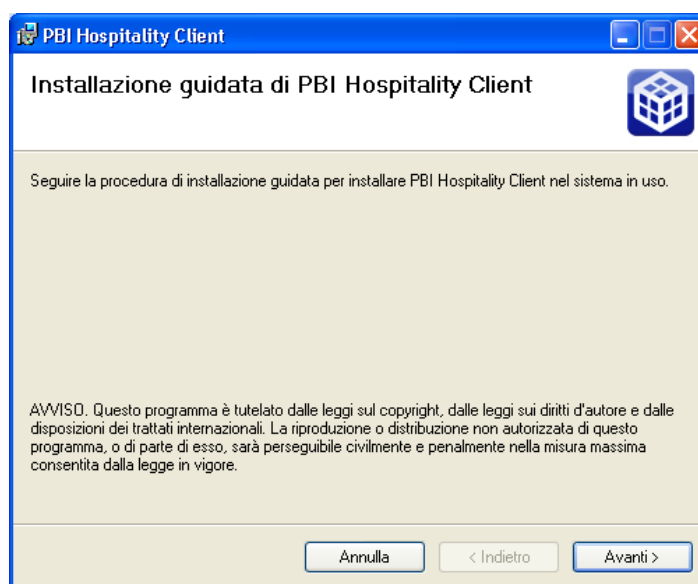 PBI Hospitality Client
Installazione guidata di PBI Hospitality Client
Seguire la procedura di installazione guidata per installare PBI Hospitality Client nel sistema in uso.
AVVISO. Questo programma è tutelato dalle leggi sul copyright, dalle leggi sui diritti d'autore e dalle
disposizioni dei trattati internazionali. La riproduzione o distribuzione non autorizzata di questo
programma, o di parte di esso, sarà perseguibile civilmente e penalmente nella misura massima
consentita dalla legge in vigore.
Annulla < Indietro Avanti >